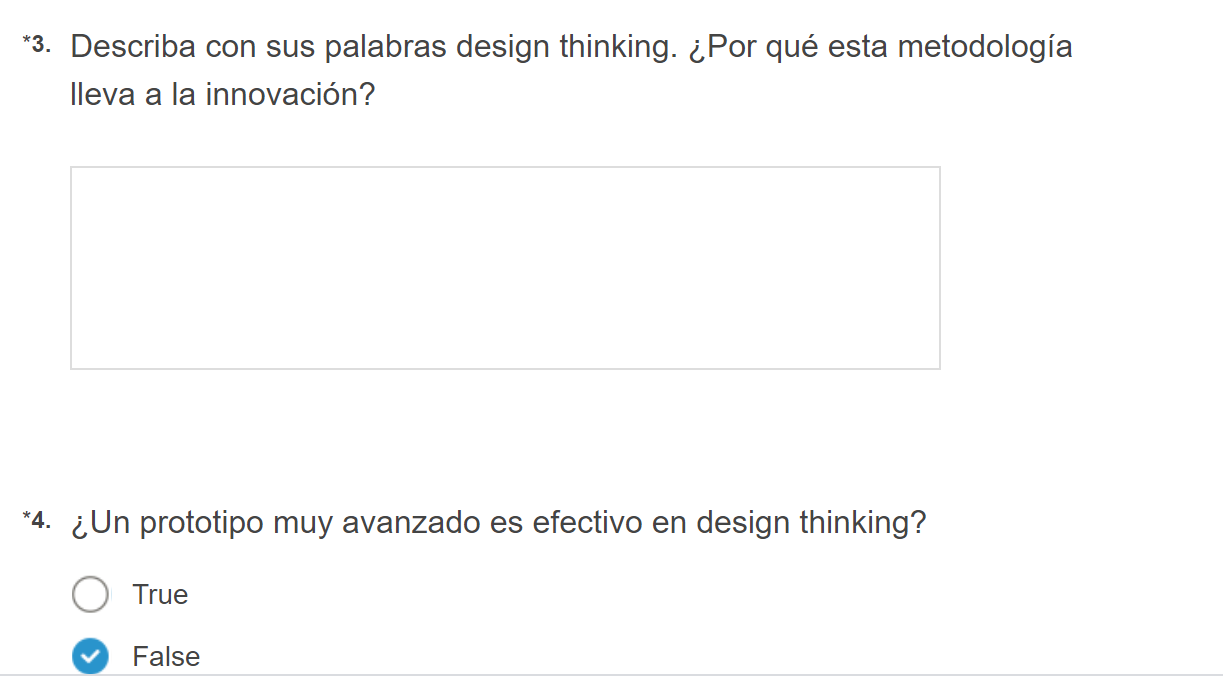 *3. Describa con sus palabras design thinking. ¿Por qué esta metodología
lleva a la innovación?
*4. ¿Un prototipo muy avanzado es efectivo en design thinking?
True
False